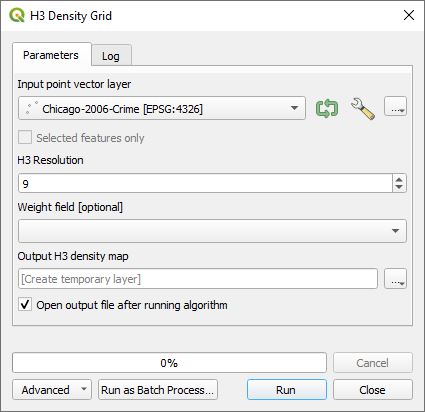 H3 Density Grid
Parameters
Log
Input point vector layer
Chicago-2006-Crime [EPSG:4326]
...
Selected features only
H3 Resolution
9
Weight field [optional]
Output H3 density map
[Create temporary layer]
...
Open output file after running algorithm
0%
Cancel
Advanced
Run as Batch Process...
Run
Close